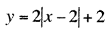 y = 2|x − 2| + 2